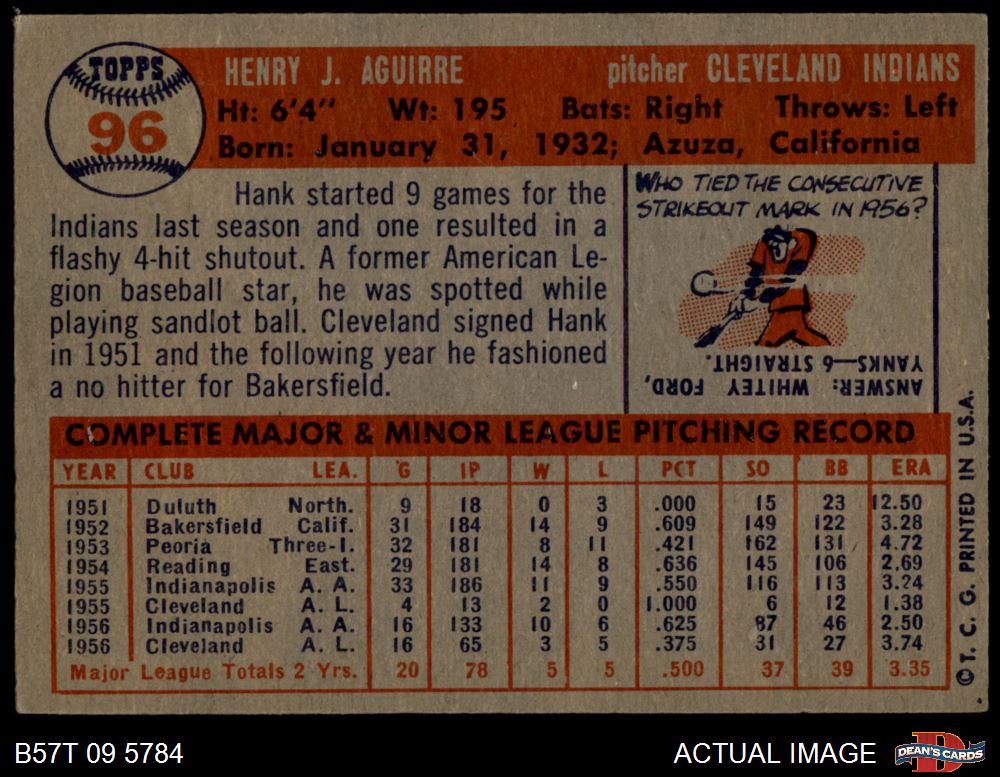 TOPPS
96
HENRY J. AGUIRRE pitcher CLEVELAND INDIANS
Ht: 6'4" Wt: 195 Bats: Right Throws: Left
Born: January 31, 1932; Azuza, California
Hank started 9 games for the
Indians last season and one resulted in a
flashy 4-hit shutout. A former American Le-
gion baseball star, he was spotted while
playing sandlot ball. Cleveland signed Hank
in 1951 and the following year he fashioned
a no hitter for Bakersfield.
WHO TIED THE CONSECUTIVE
STRIKEOUT MARK IN 1956?
ANSWER: WHITEY FORD,
YANKS—6 STRAIGHT.
COMPLETE MAJOR & MINOR LEAGUE PITCHING RECORD
YEAR CLUB LEA. G IP W L PCT SO BB ERA
1951 Duluth North. 9 18 0 3 .000 15 23 12.50
1952 Bakersfield Calif. 31 184 14 9 .609 149 122 3.28
1953 Peoria Three-I. 32 181 8 11 .421 162 131 4.72
1954 Reading East. 29 181 14 8 .636 145 106 2.69
1955 Indianapolis A. A. 33 186 11 9 .550 116 113 3.24
1955 Cleveland A. L. 4 13 2 0 1.000 6 12 1.38
1956 Indianapolis A. A. 16 133 10 6 .625 87 46 2.50
1956 Cleveland A. L. 16 65 3 5 .375 31 27 3.74
Major League Totals 2 Yrs. 20 78 5 5 .500 37 39 3.35
© T. C. G. PRINTED IN U.S.A.
B57T 09 5784 ACTUAL IMAGE
DEAN'S CARDS